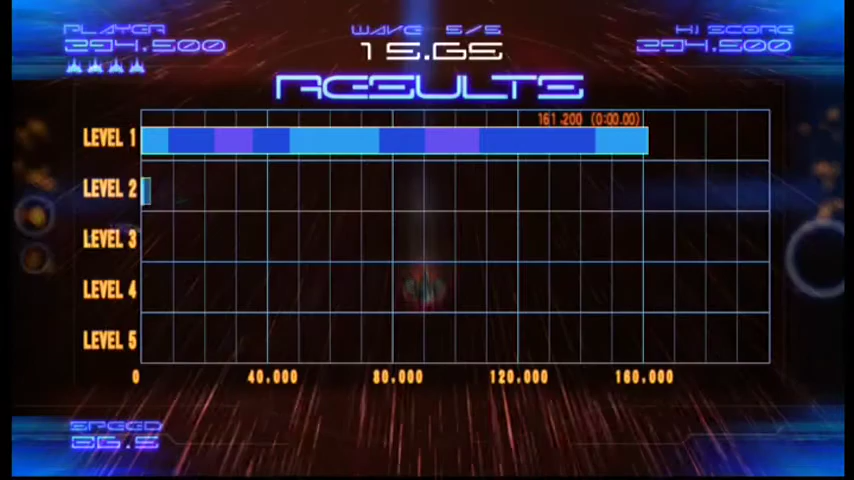 PLAYER WAVE 5/5 HI SCORE
294.500 15.65 294.500
RESULTS
161.200 (0:00.00)
LEVEL 1
LEVEL 2
LEVEL 3
LEVEL 4
LEVEL 5
0 40.000 80.000 120.000 160.000
SPEED
86.5